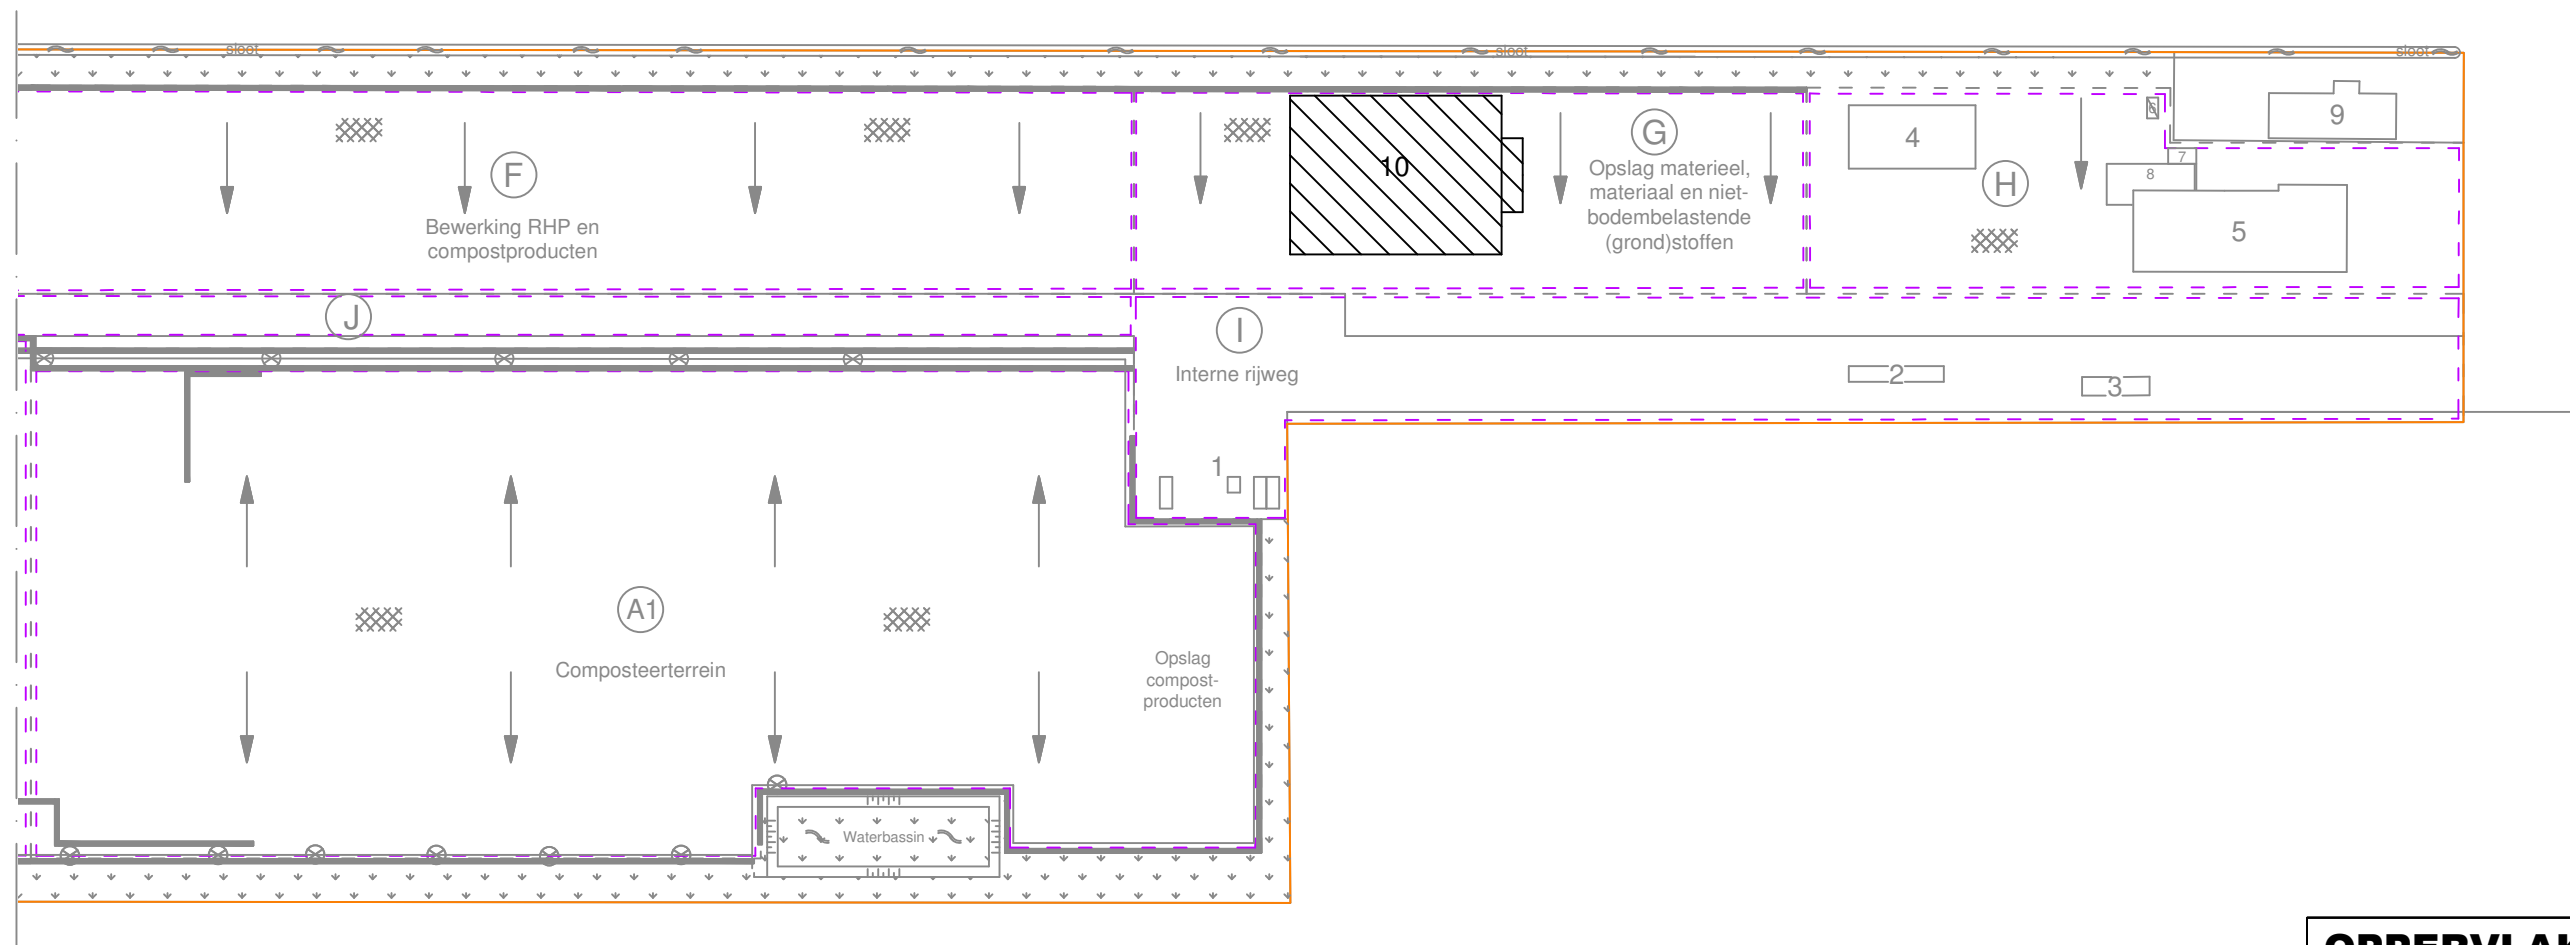 sloot
sloot
sloot
F
Bewerking RHP en
compostproducten
10
G
Opslag materieel,
materiaal en niet-
bodembelastende
(grond)stoffen
4
H
6
9
7
8
5
J
I
Interne rijweg
2
3
1
A1
Composteerterrein
Opslag
compost-
producten
Waterbassin